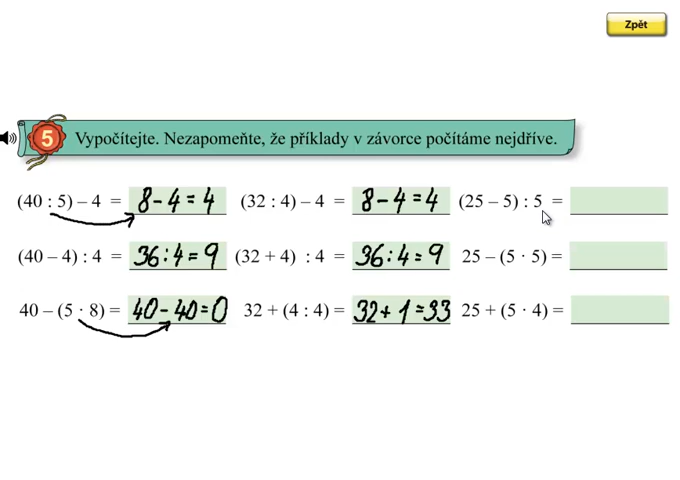 Zpět
5 Vypočítejte. Nezapomeňte, že příklady v závorce počítáme nejdříve.
(40 : 5) – 4 = 8 - 4 = 4 (32 : 4) – 4 = 8 - 4 = 4 (25 – 5) : 5 =
(40 – 4) : 4 = 36 : 4 = 9 (32 + 4) : 4 = 36 : 4 = 9 25 – (5 · 5) =
40 – (5 · 8) = 40 - 40 = 0 32 + (4 : 4) = 32 + 1 = 33 25 + (5 · 4) =